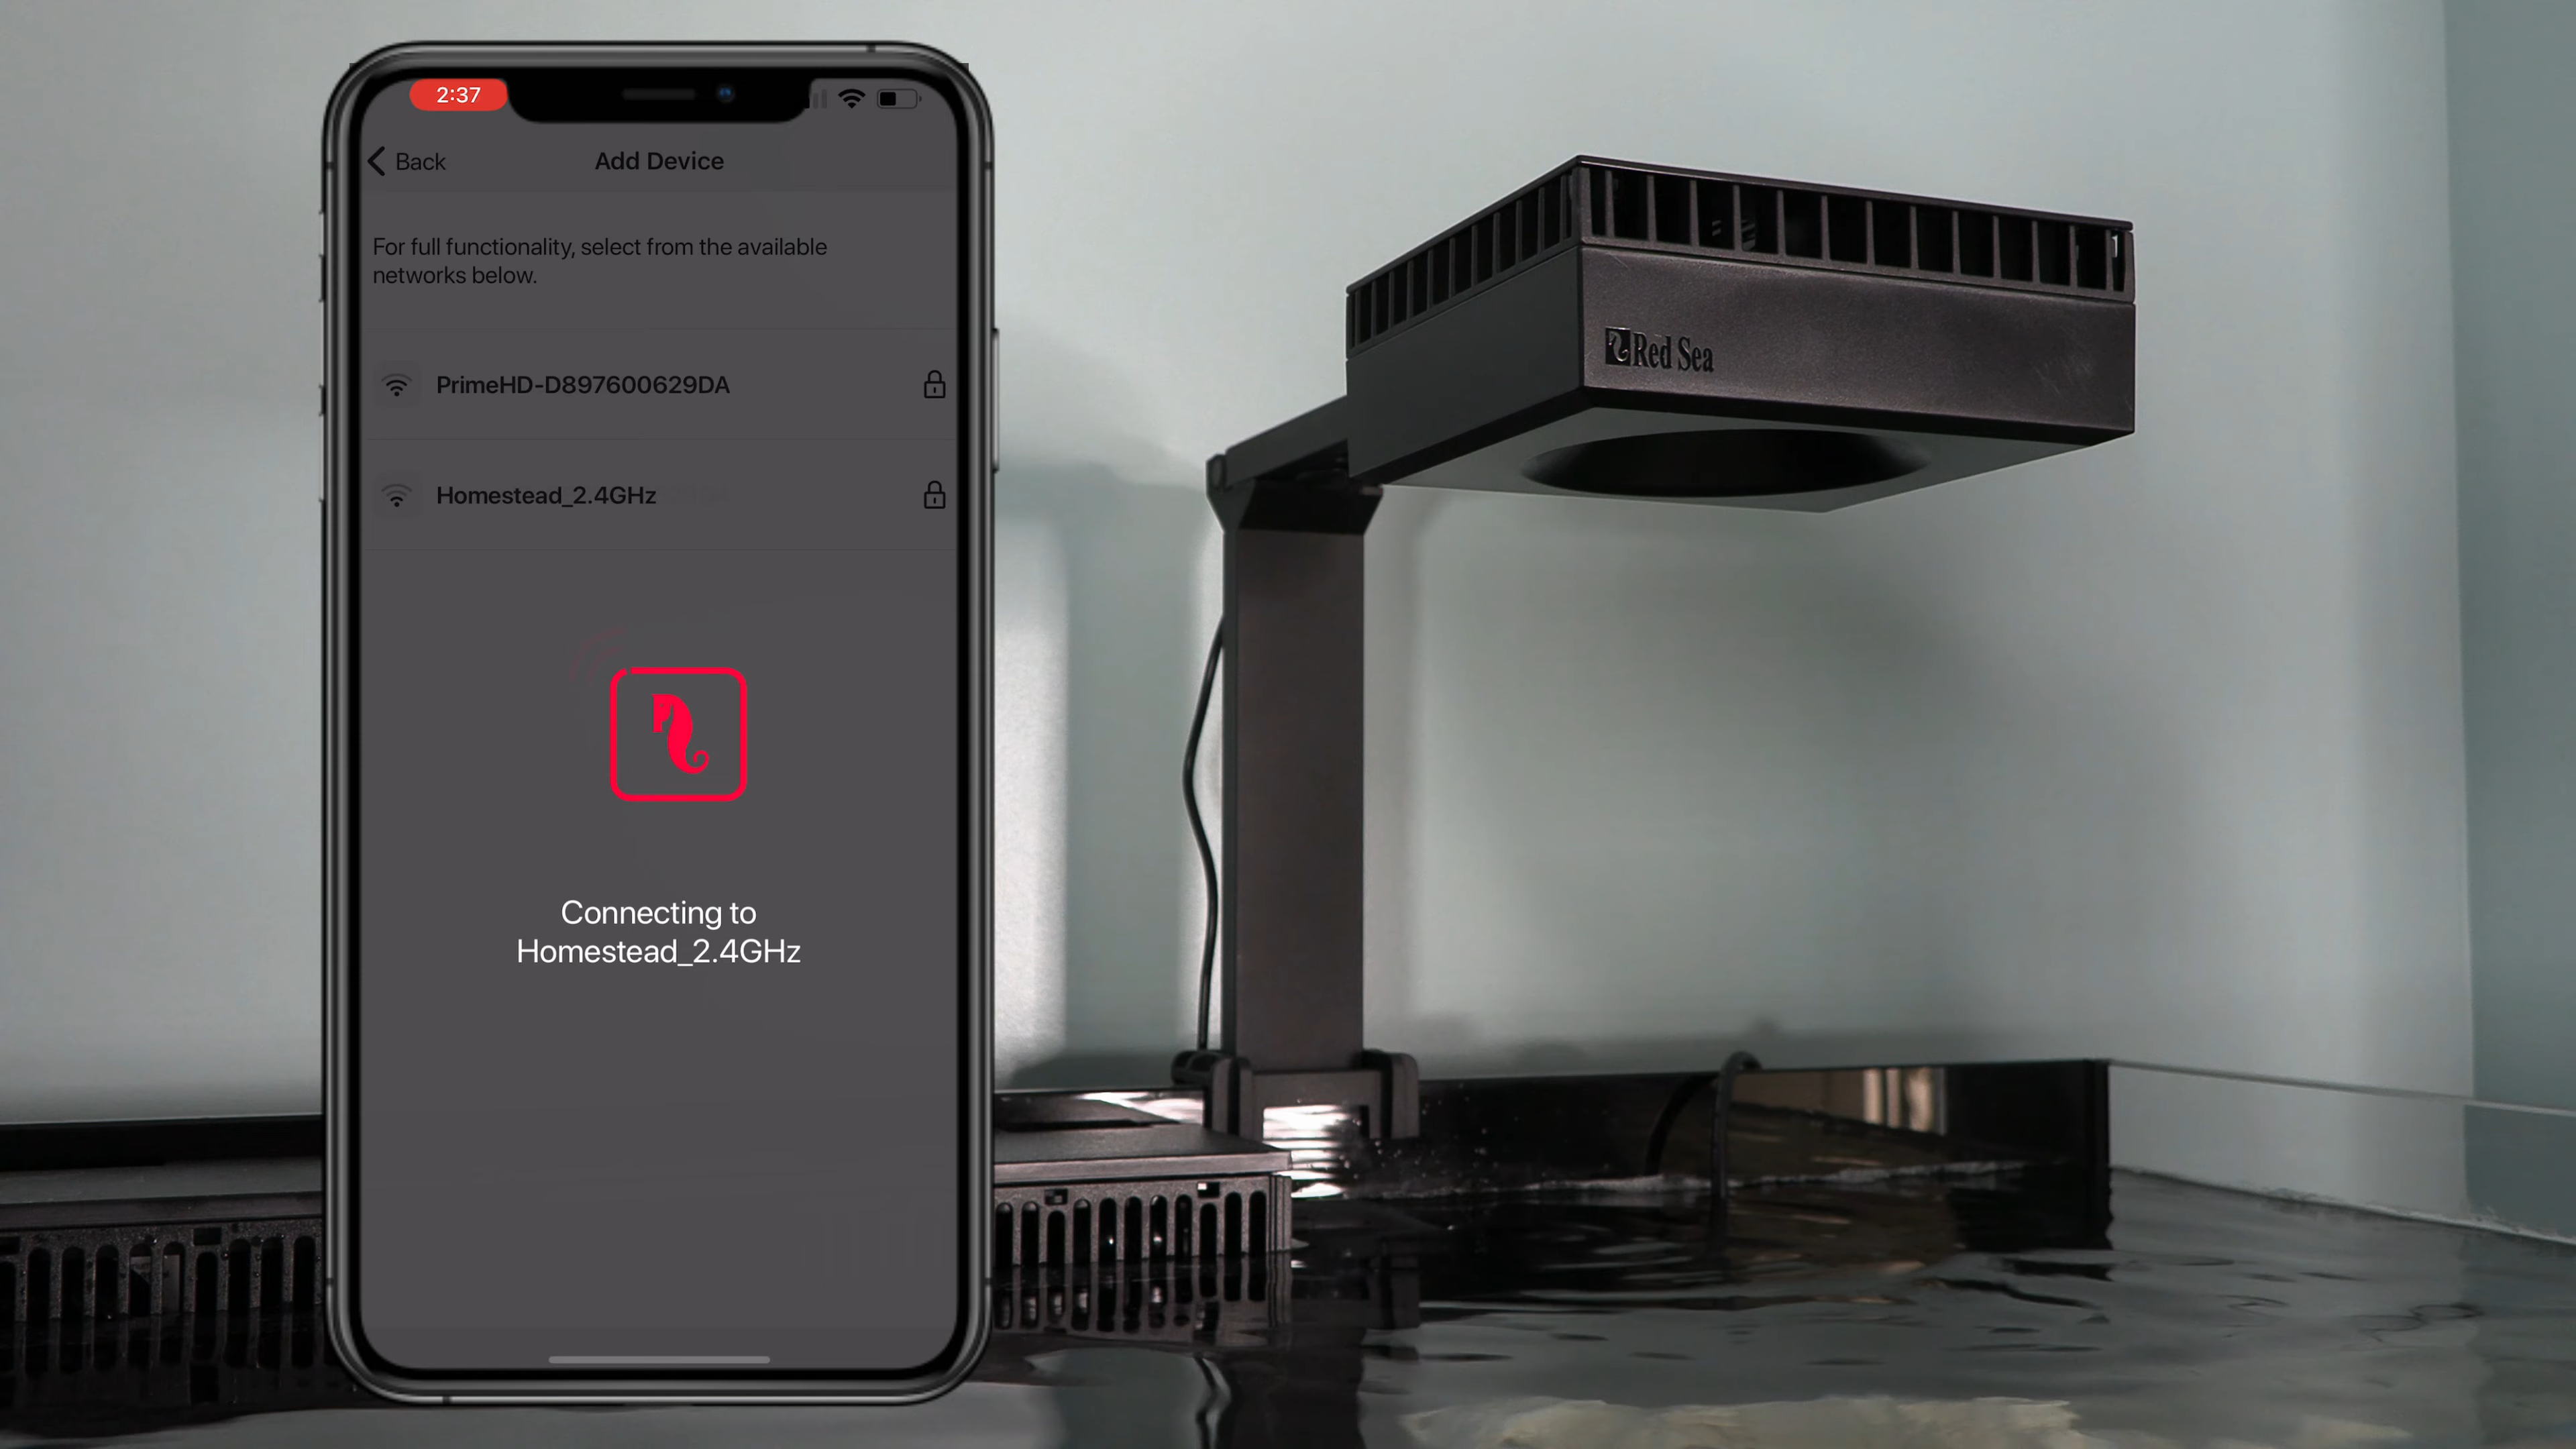 2:37
Back
Add Device
For full functionality, select from the available
networks below.
PrimeHD-D897600629DA
Homestead_2.4GHz
Connecting to
Homestead_2.4GHz
Red Sea